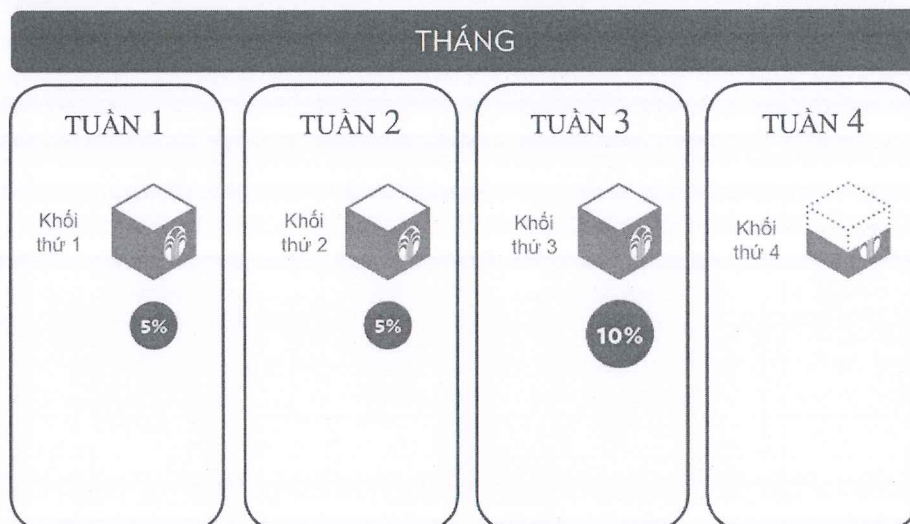 THÁNG
TUẦN 1
Khối
thứ 1
5%
TUẦN 2
Khối
thứ 2
5%
TUẦN 3
Khối
thứ 3
10%
TUẦN 4
Khối
thứ 4